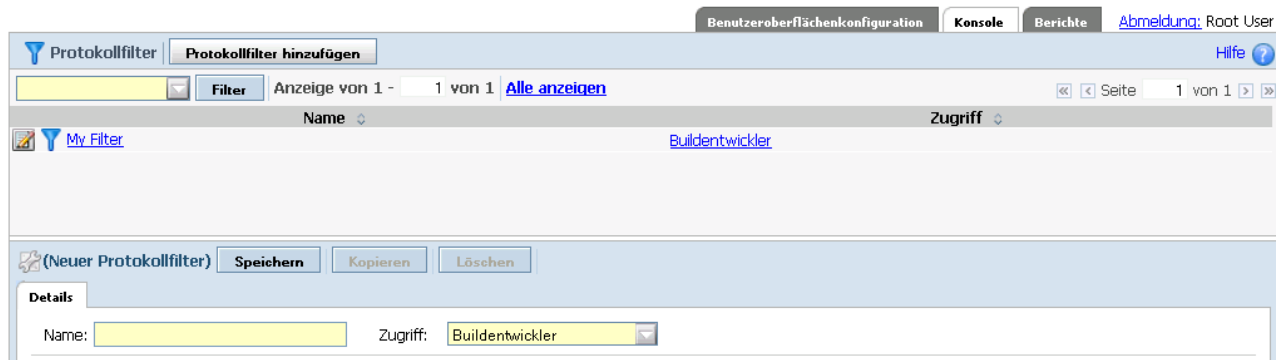 Benutzeroberflächenkonfiguration Konsole Berichte Abmeldung: Root User
Protokollfilter Protokollfilter hinzufügen Hilfe ?
Filter Anzeige von 1 - 1 von 1 Alle anzeigen Seite 1 von 1
Name Zugriff
My Filter Buildentwickler
(Neuer Protokollfilter) Speichern Kopieren Löschen
Details
Name: Zugriff: Buildentwickler